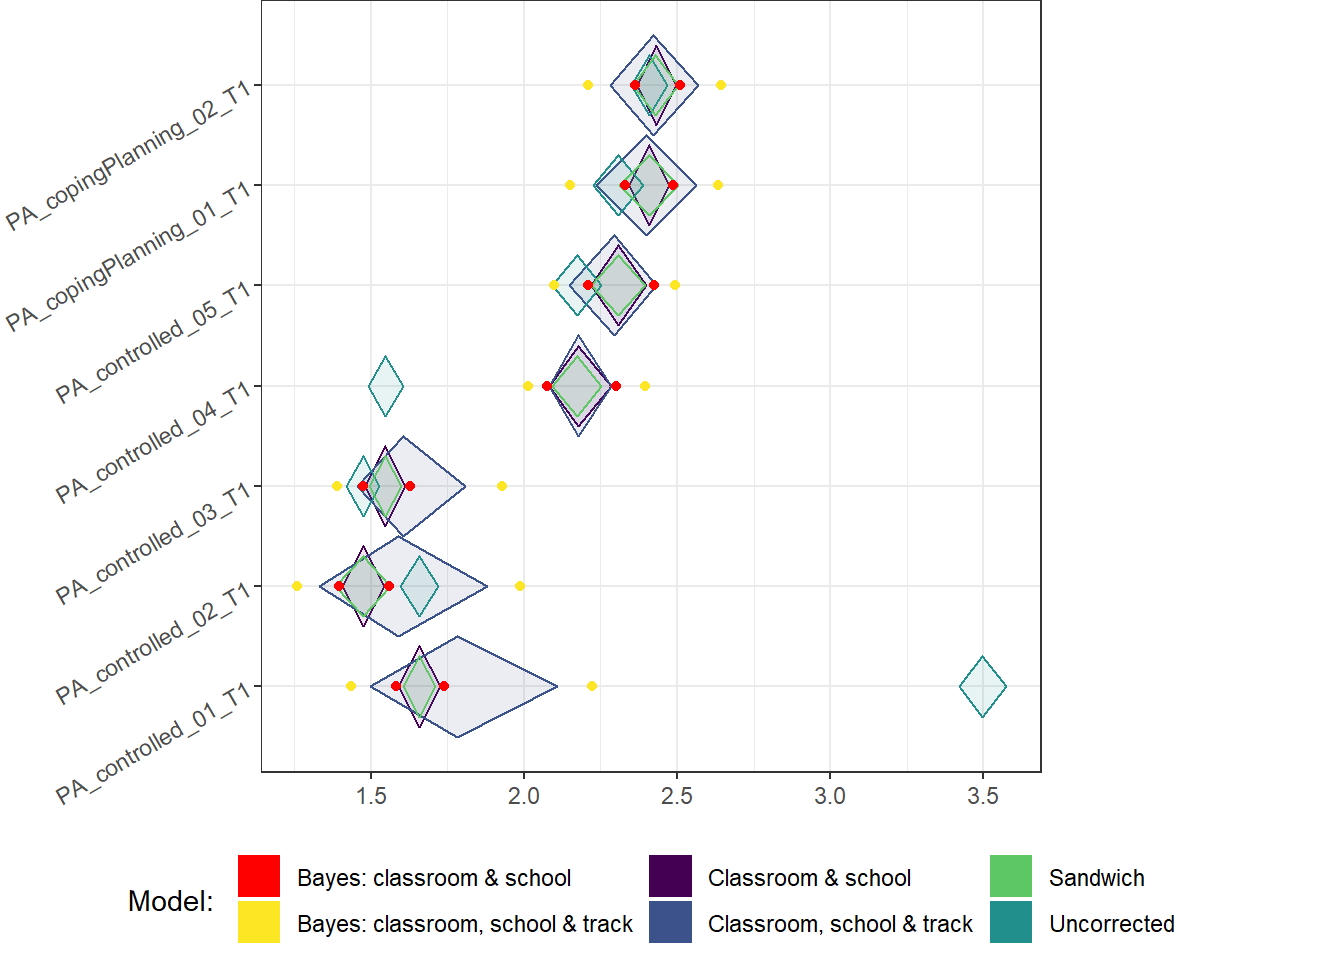 PA_copingPlanning_02_T1
PA_copingPlanning_01_T1
PA_controlled_05_T1
PA_controlled_04_T1
PA_controlled_03_T1
PA_controlled_02_T1
PA_controlled_01_T1
1.5 2.0 2.5 3.0 3.5
Model: Bayes: classroom & school Classroom & school Sandwich
Bayes: classroom, school & track Classroom, school & track Uncorrected